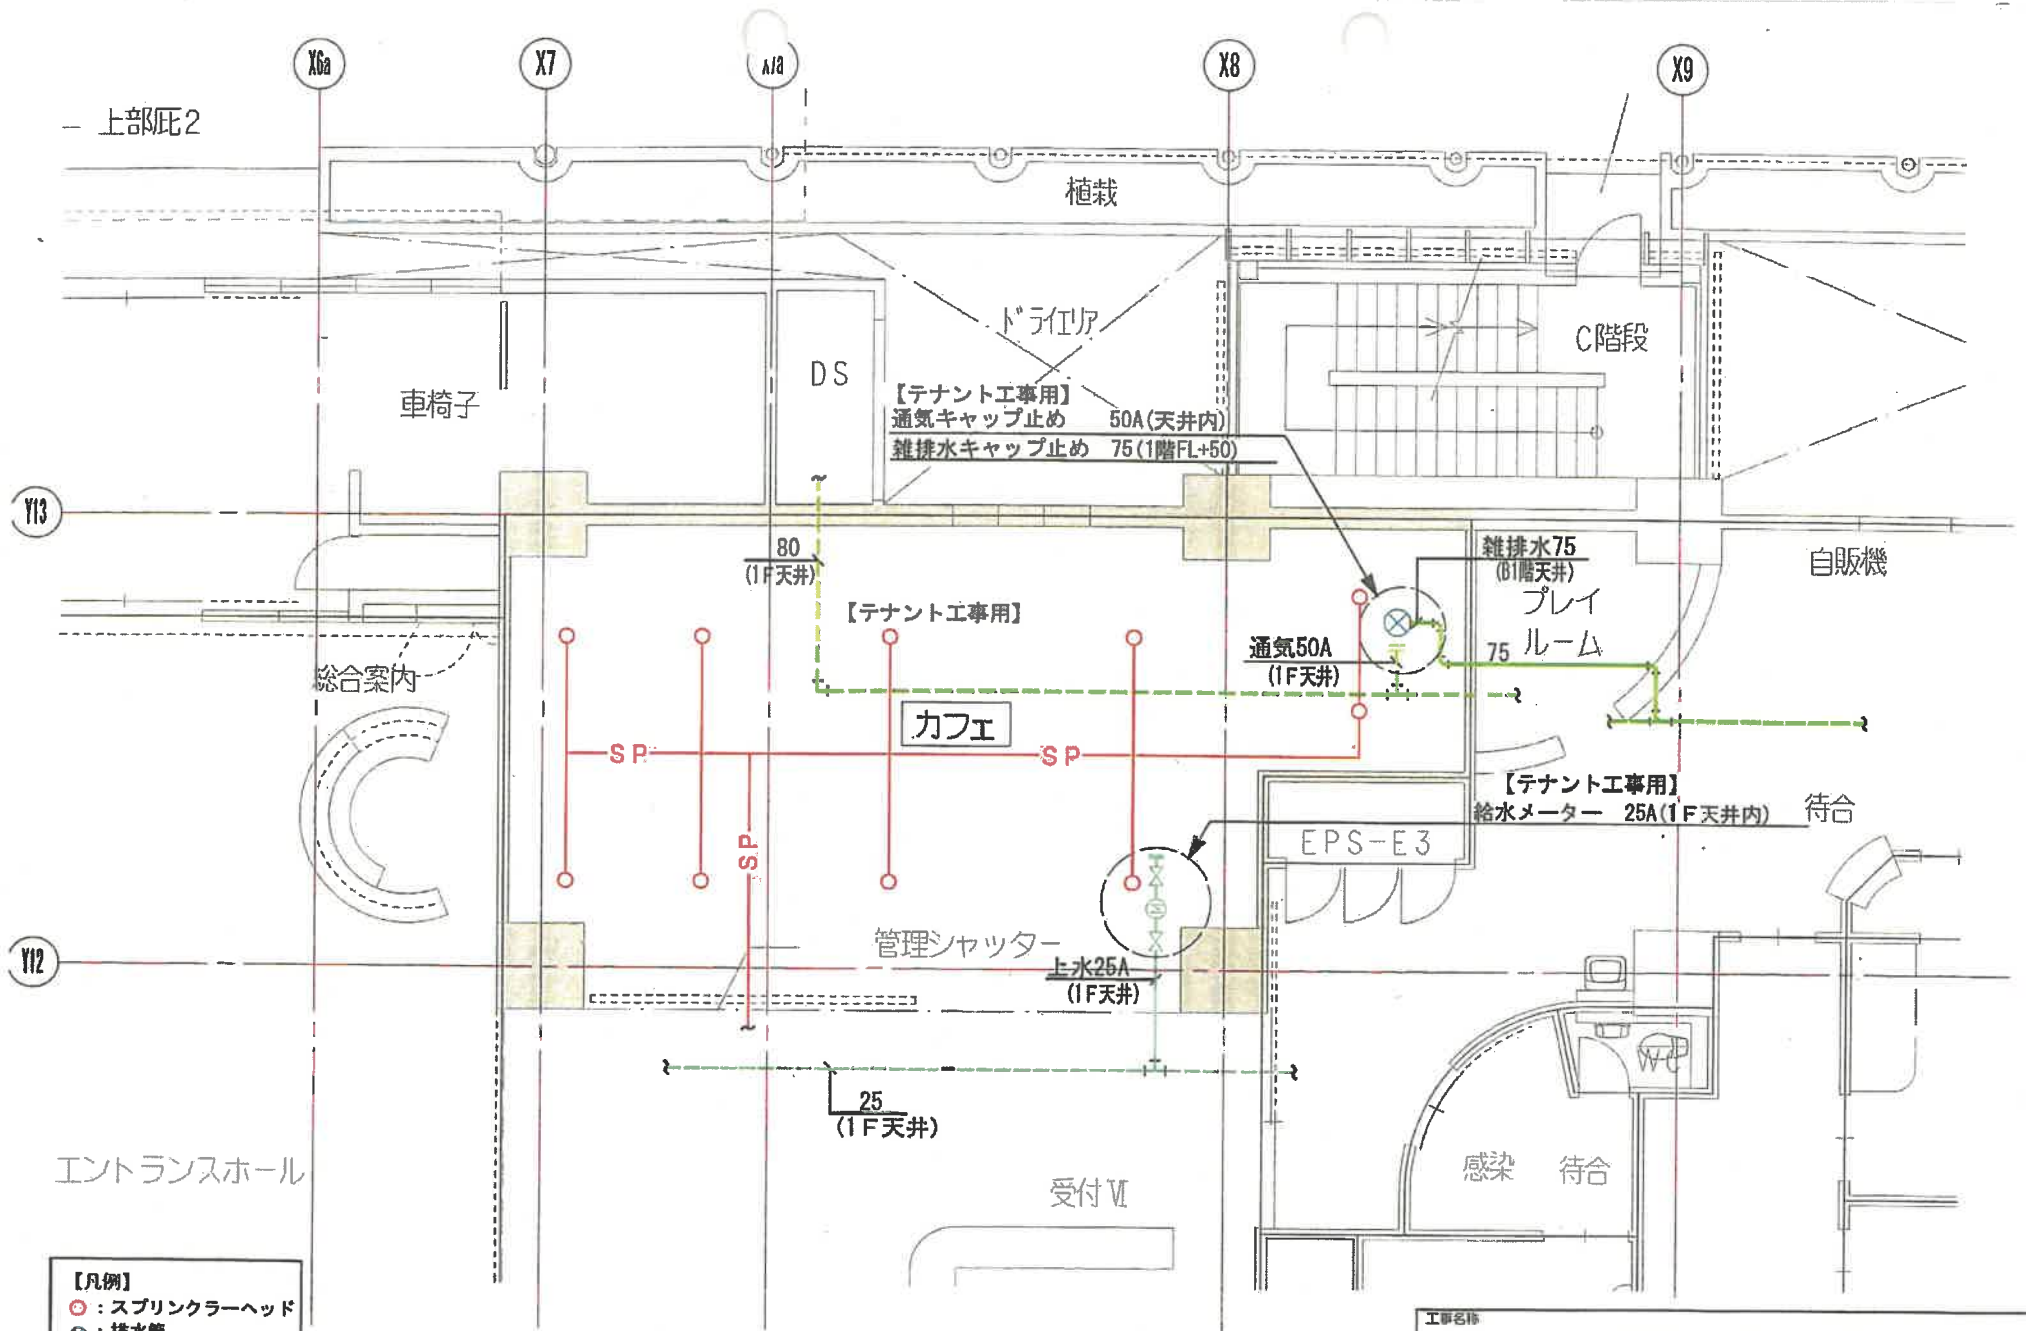 X6a
X7
X7a
X8
X9
上部庇2
植栽
ドライエリア
C階段
DS
車椅子
【テナント工事用】
通気キャップ止め 50A(天井内)
雑排水キャップ止め 75(1階FL+50)
Y13
80
(1F天井)
雑排水75
(B1階天井)
自販機
プレイ
ルーム
【テナント工事用】
通気50A
(1F天井)
75
総合案内
カフェ
SP
SP
SP
【テナント工事用】
給水メーター 25A(1F天井内)
待合
EPS-E3
M
管理シャッター
Y12
上水25A
(1F天井)
WC
25
(1F天井)
エントランスホール
受付Ⅵ
感染 待合
【凡例】
：スプリンクラーヘッド
：排水管
工事名称